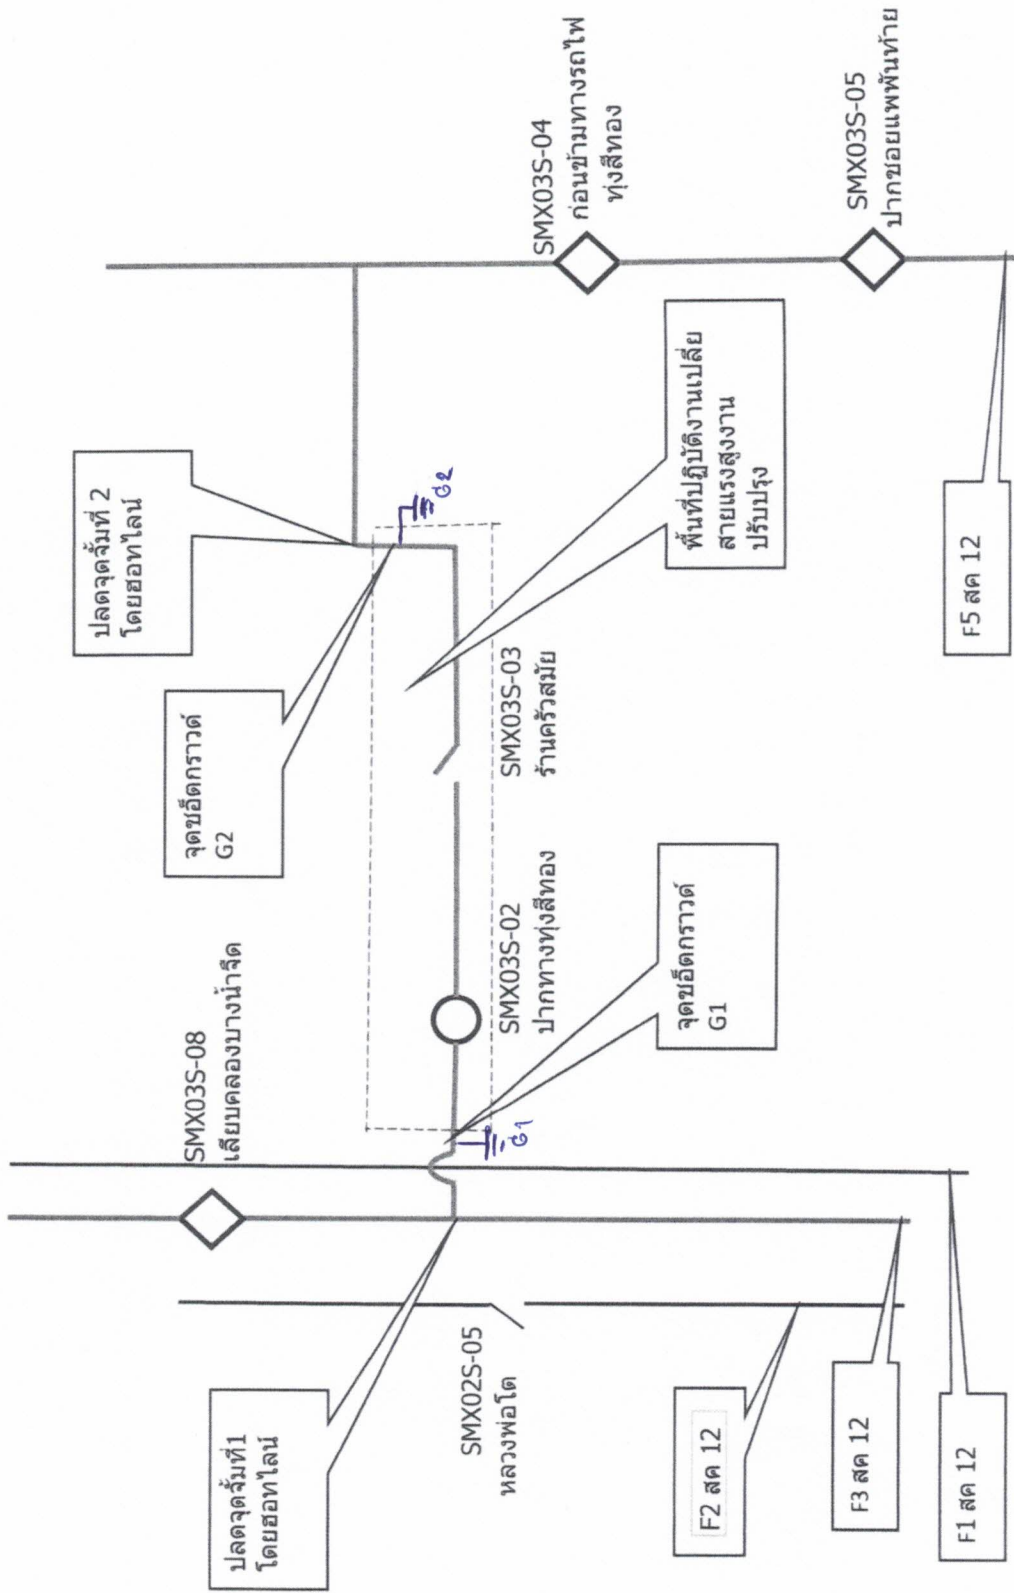 ปลดจุดจั้มที่1
โดยฮอทไลน์
SMX03S-08
เลียบคลองบางน้ำจืด
จุดชอ็ตกราวด์
G2
ปลดจุดจั้มที่ 2
โดยฮอทไลน์
G2
SMX02S-05
หลวงพ่อโต
G1
SMX03S-02
ปากทางทุ่งสีทอง
SMX03S-03
ร้านครัวสมัย
SMX03S-04
ก่อนข้ามทางรถไฟ
ทุ่งสีทอง
จุดชอ็ตกราวด์
G1
พื้นที่ปฏิบัติงานเปลี่ย
สายแรงสูงงาน
ปรับปรุง
F2 สค 12
SMX03S-05
ปากซอยแพพันท้าย
F3 สค 12
F1 สค 12
F5 สค 12